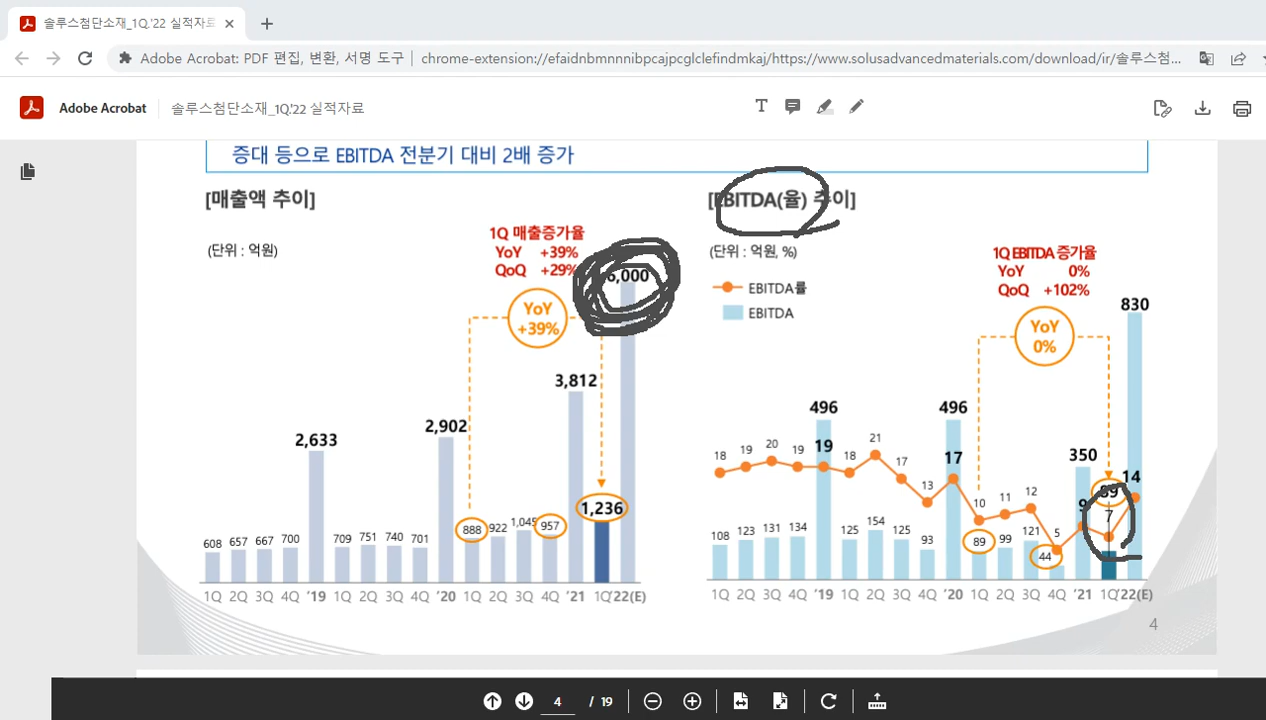 솔루스첨단소재_1Q.'22 실적자료
Adobe Acrobat: PDF 편집, 변환, 서명 도구
chrome-extension://efaidnbmnnnibpcajpcglclefindmkaj/https://www.solusadvancedmaterials.com/download/ir/솔루스첨...
Adobe Acrobat
솔루스첨단소재_1Q.'22 실적자료
증대 등으로 EBITDA 전분기 대비 2배 증가
[매출액 추이]
(단위 : 억원)
1Q 매출증가율
YoY +39%
QoQ +29%
YoY
+39%
2,633
2,902
3,812
1,236
608 657 667 700 709 751 740 701 888 922 1,045 957
1Q 2Q 3Q 4Q '19 1Q 2Q 3Q 4Q '20 1Q 2Q 3Q 4Q '21 1Q '22(E)
[EBITDA(율) 추이]
(단위 : 억원, %)
EBITDA률
EBITDA
1Q EBITDA 증가율
YoY 0%
QoQ +102%
YoY
0%
496 496 350 830
18 19 20 19 19 18 21 17 13 17 10 11 12 5 9 7 14
108 123 131 134 125 154 125 93 89 99 121 44 89
1Q 2Q 3Q 4Q '19 1Q 2Q 3Q 4Q '20 1Q 2Q 3Q 4Q '21 1Q '22(E)
4
4 / 19